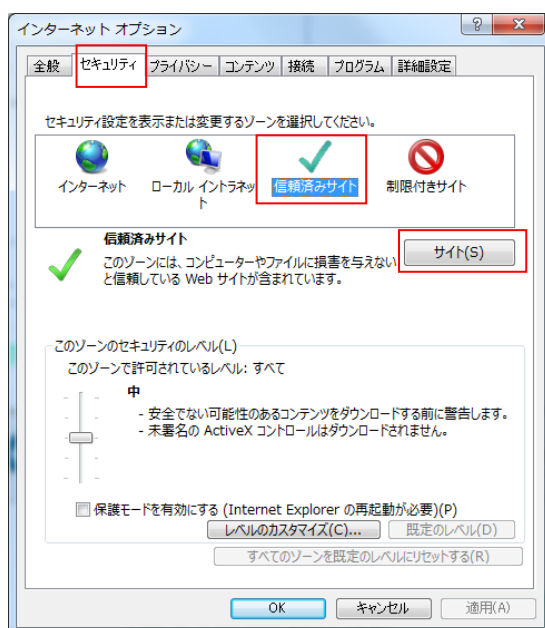 インターネット オプション
全般 セキュリティ プライバシー コンテンツ 接続 プログラム 詳細設定
セキュリティ設定を表示または変更するゾーンを選択してください。
インターネット ローカル イントラネッ 信頼済みサイト 制限付きサイト
ト
信頼済みサイト
サイト(S)
このゾーンには、コンピューターやファイルに損害を与えない
と信頼している Web サイトが含まれています。
このゾーンのセキュリティのレベル(L)
このゾーンで許可されているレベル: すべて
中
- 安全でない可能性のあるコンテンツをダウンロードする前に警告します。
- 未署名の ActiveX コントロールはダウンロードされません。
保護モードを有効にする (Internet Explorer の再起動が必要)(P)
レベルのカスタマイズ(C)... 既定のレベル(D)
すべてのゾーンを既定のレベルにリセットする(R)
OK キャンセル 適用(A)